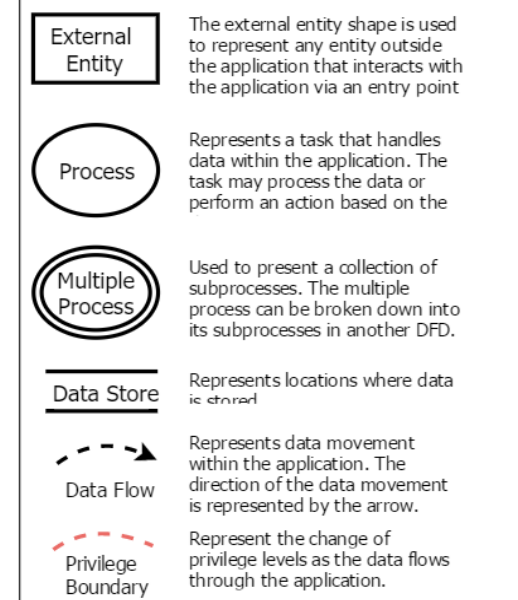 External
Entity
The external entity shape is used
to represent any entity outside
the application that interacts with
the application via an entry point
Process
Represents a task that handles
data within the application. The
task may process the data or
perform an action based on the
Multiple
Process
Used to present a collection of
subprocesses. The multiple
process can be broken down into
its subprocesses in another DFD.
Data Store
Represents locations where data
is stored
Data Flow
Represents data movement
within the application. The
direction of the data movement
is represented by the arrow.
Privilege
Boundary
Represent the change of
privilege levels as the data flows
through the application.